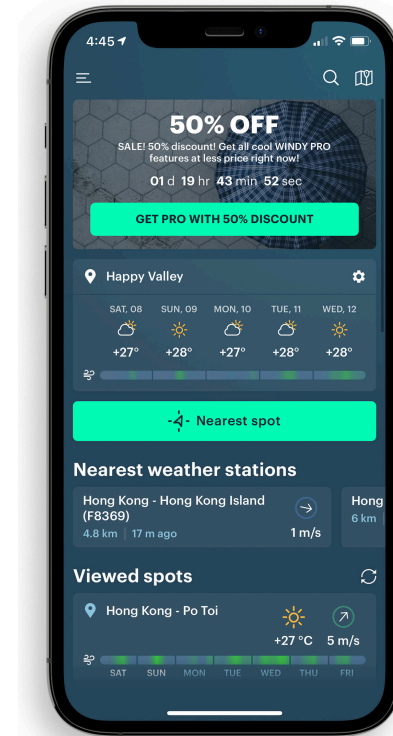 4:45
50% OFF
SALE! 50% discount! Get all cool WINDY PRO
features at less price right now!
01 d 19 hr 43 min 52 sec
GET PRO WITH 50% DISCOUNT
Happy Valley
SAT, 08 SUN, 09 MON, 10 TUE, 11 WED, 12
+27° +28° +27° +28° +28°
Nearest spot
Nearest weather stations
Hong Kong - Hong Kong Island
(F8369)
4.8 km 17 m ago
1 m/s
Hong
6 km
Viewed spots
Hong Kong - Po Toi
+27 °C 5 m/s
SAT SUN MON TUE WED THU FRI